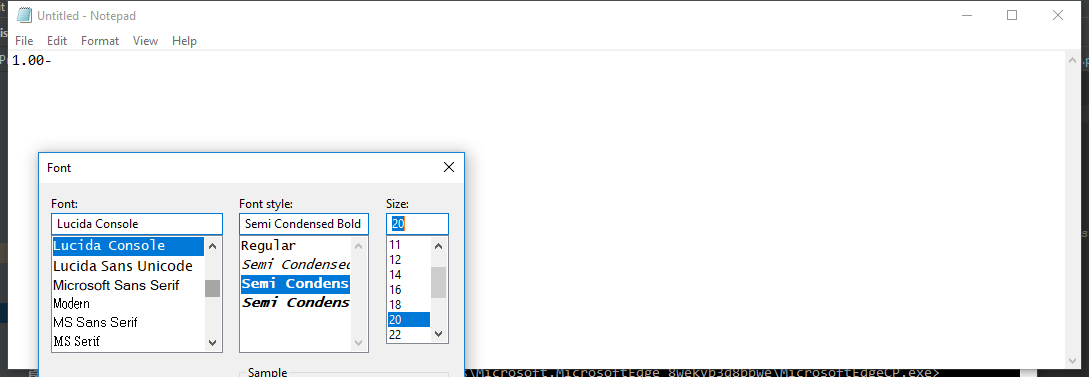 Untitled - Notepad
File Edit Format View Help
1.00-
Font
Font: Font style: Size:
Lucida Console Semi Condensed Bold 20
Lucida Console Regular 11
Lucida Sans Unicode Semi Condensed 12
Microsoft Sans Serif Semi Condens 14
Modern Semi Condens 16
MS Sans Serif 18
MS Serif 20
22
Sample
s\Microsoft.MicrosoftEdge_8wekyb3d8bbwe\MicrosoftEdgeCP.exe>